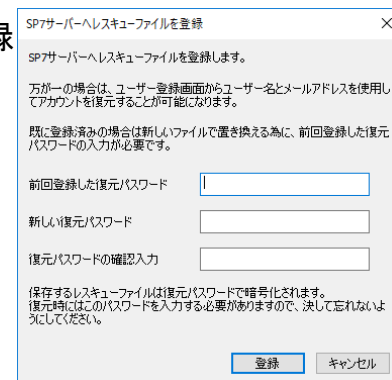 SP7サーバーへレスキューファイルを登録
録
SP7サーバーへレスキューファイルを登録します。
万が一の場合は、ユーザー登録画面からユーザー名とメールアドレスを使用し
てアカウントを復元することが可能になります。
既に登録済みの場合は新しいファイルで置き換える為に、前回登録した復元
パスワードの入力が必要です。
前回登録した復元パスワード
新しい復元パスワード
復元パスワードの確認入力
保存するレスキューファイルは復元パスワードで暗号化されます。
復元時にはこのパスワードを入力する必要がありますので、決して忘れないよ
うにしてください。
登録 キャンセル